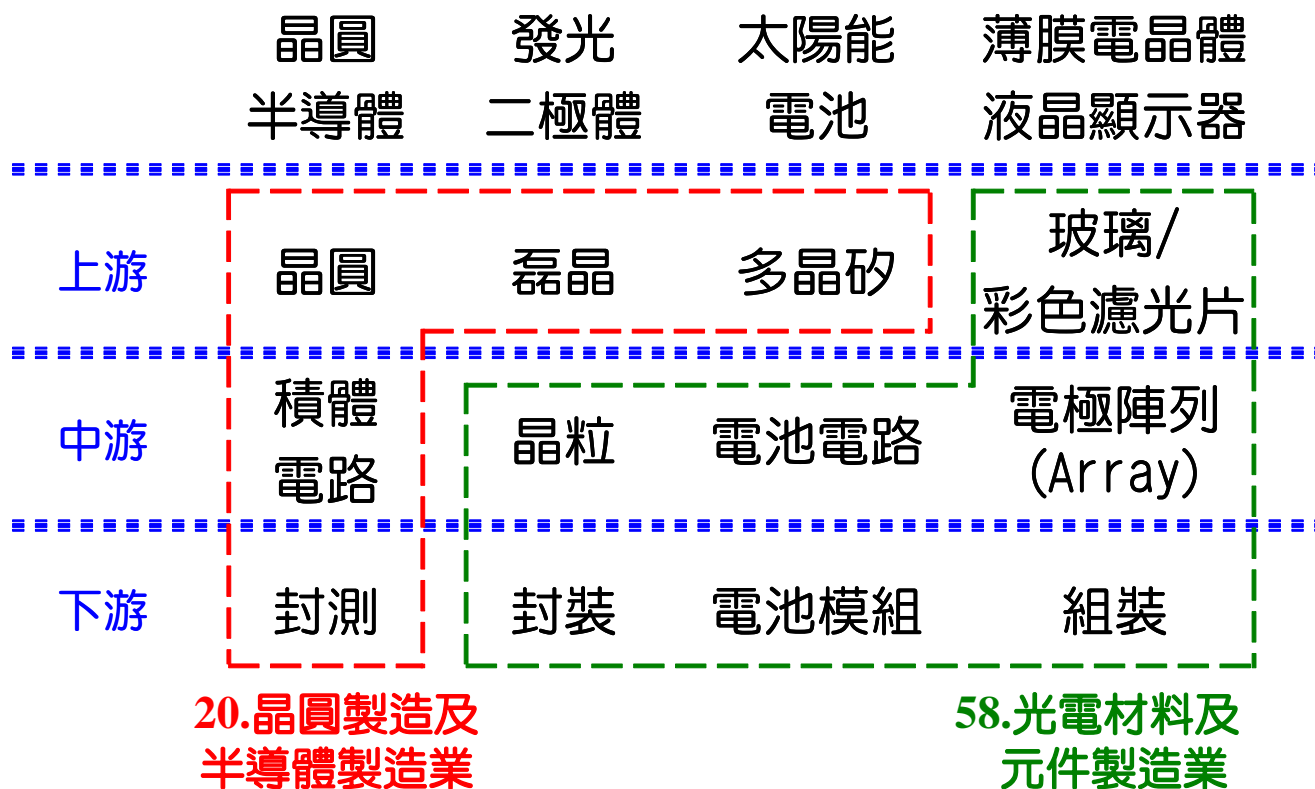 晶圓 發光 太陽能 薄膜電晶體
半導體 二極體 電池 液晶顯示器
上游 晶圓 磊晶 多晶矽 玻璃/
彩色濾光片
中游 積體 晶粒 電池電路 電極陣列
電路 (Array)
下游 封測 封裝 電池模組 組裝
20.晶圓製造及 58.光電材料及
半導體製造業 元件製造業